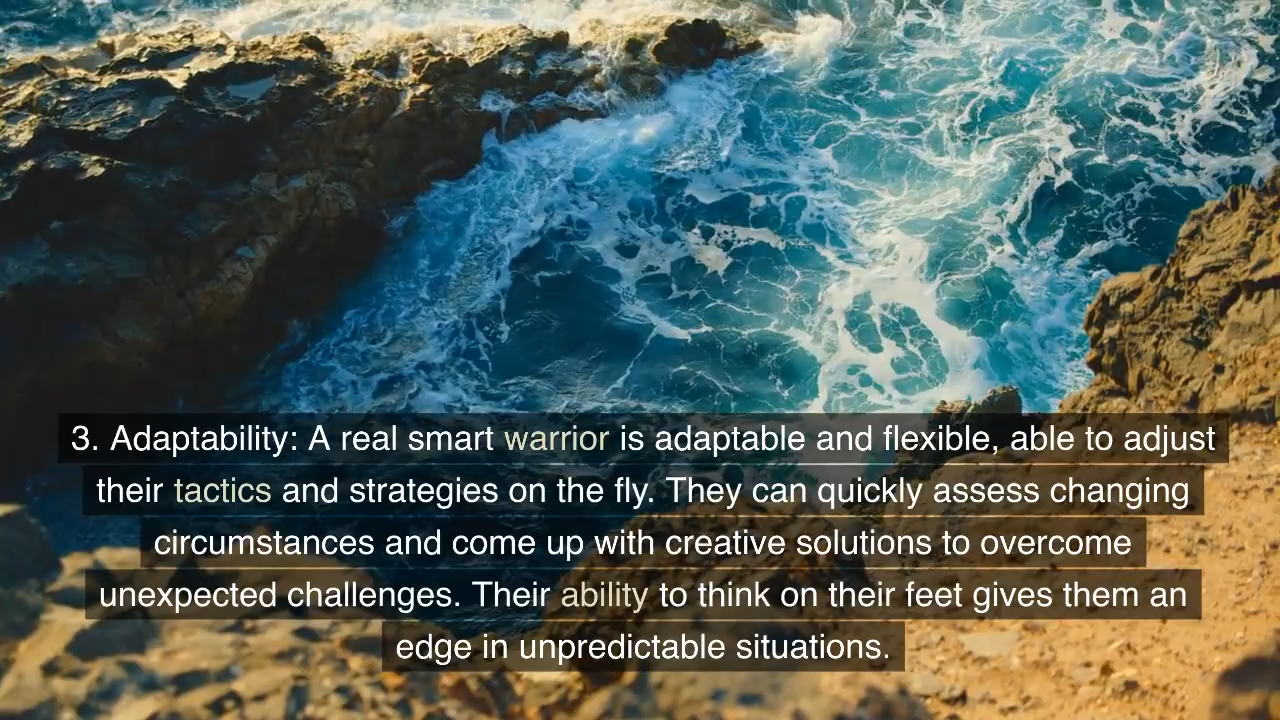 3. Adaptability: A real smart warrior is adaptable and flexible, able to adjust
their tactics and strategies on the fly. They can quickly assess changing
circumstances and come up with creative solutions to overcome
unexpected challenges. Their ability to think on their feet gives them an
edge in unpredictable situations.